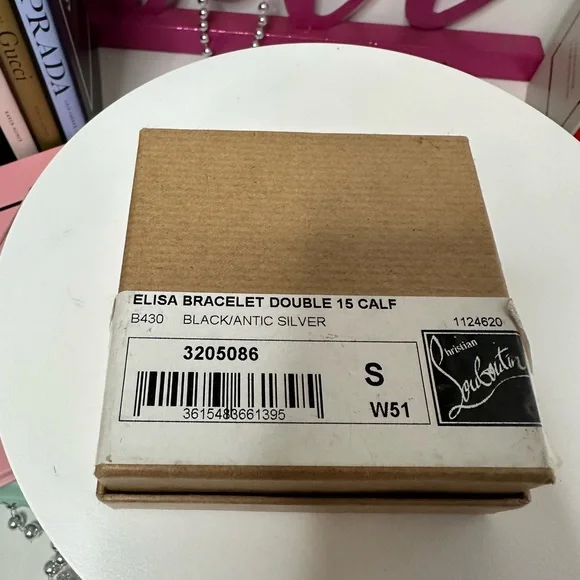 PRADA
Gucci
ELISA BRACELET DOUBLE 15 CALF
B430 BLACK/ANTIC SILVER 1124620
3205086
S
3615483661395
W51
Christian
Louboutin